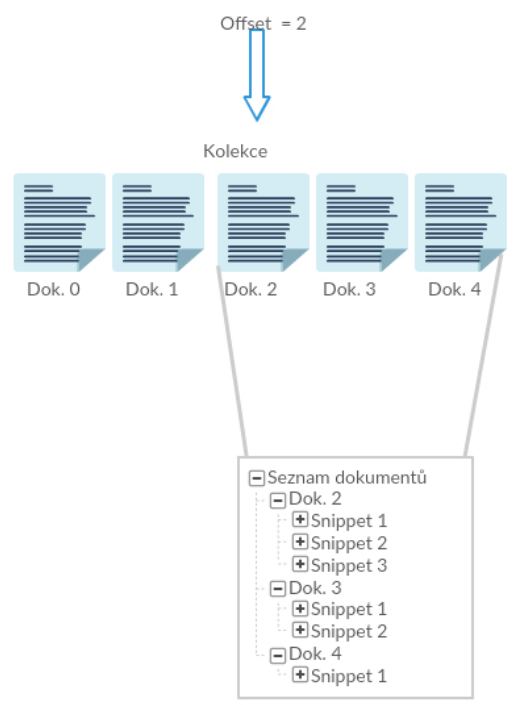 Offset = 2
Kolekce
Dok. 0 Dok. 1 Dok. 2 Dok. 3 Dok. 4
Seznam dokumentů
Dok. 2
Snippet 1
Snippet 2
Snippet 3
Dok. 3
Snippet 1
Snippet 2
Dok. 4
Snippet 1